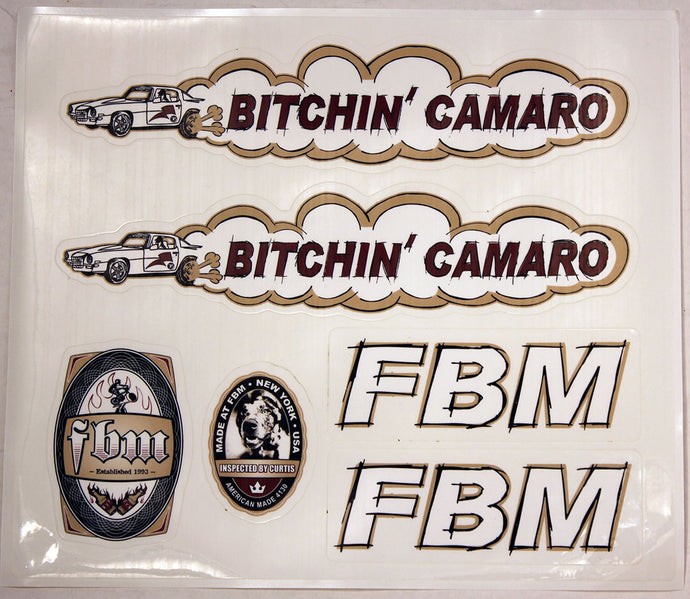 BITCHIN' CAMARO
BITCHIN' CAMARO
fbm
– Established 1993 –
MADE AT FBM • NEW YORK • USA
INSPECTED BY CURTIS
AMERICAN MADE 4130
FBM
FBM